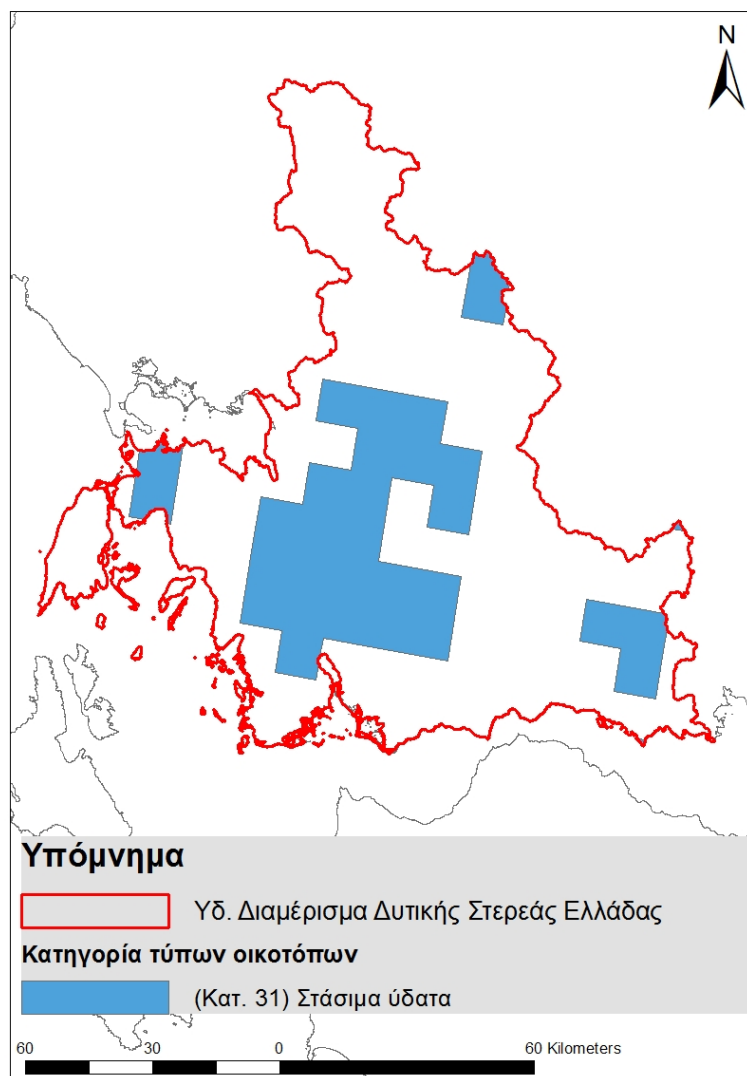 N
Υπόμνημα
Υδ. Διαμέρισμα Δυτικής Στερεάς Ελλάδας
Κατηγορία τύπων οικοτόπων
(Κατ. 31) Στάσιμα ύδατα
60 30 0 60 Kilometers